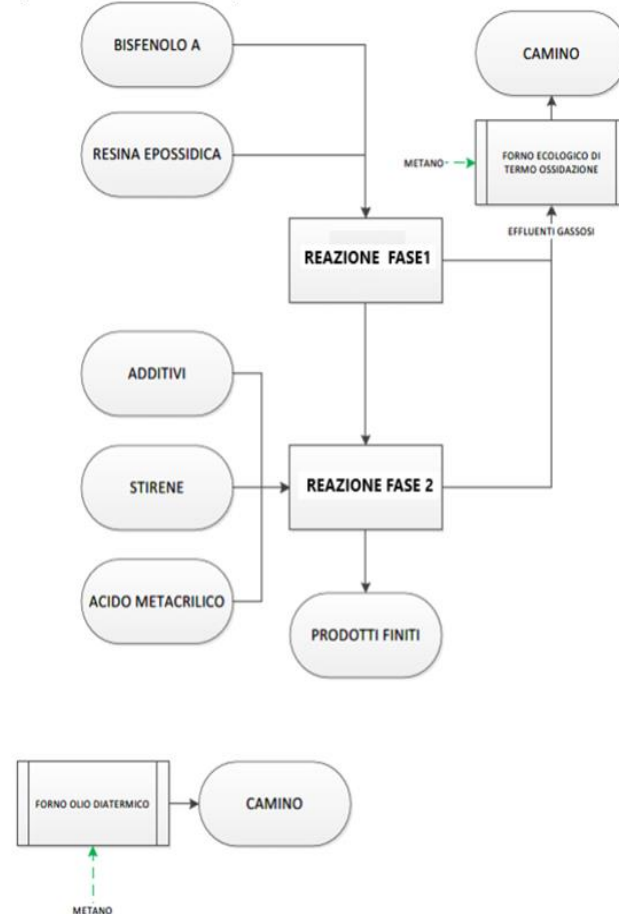 BISFENOLO A
CAMINO
RESINA EPOSSIDICA
METANO
FORNO ECOLOGICO DI
TERMO OSSIDAZIONE
EFFLUENTI GASSOSI
REAZIONE FASE1
ADDITIVI
STIRENE
REAZIONE FASE 2
ACIDO METACRILICO
PRODOTTI FINITI
FORNO OLIO DIATERMICO
CAMINO
METANO